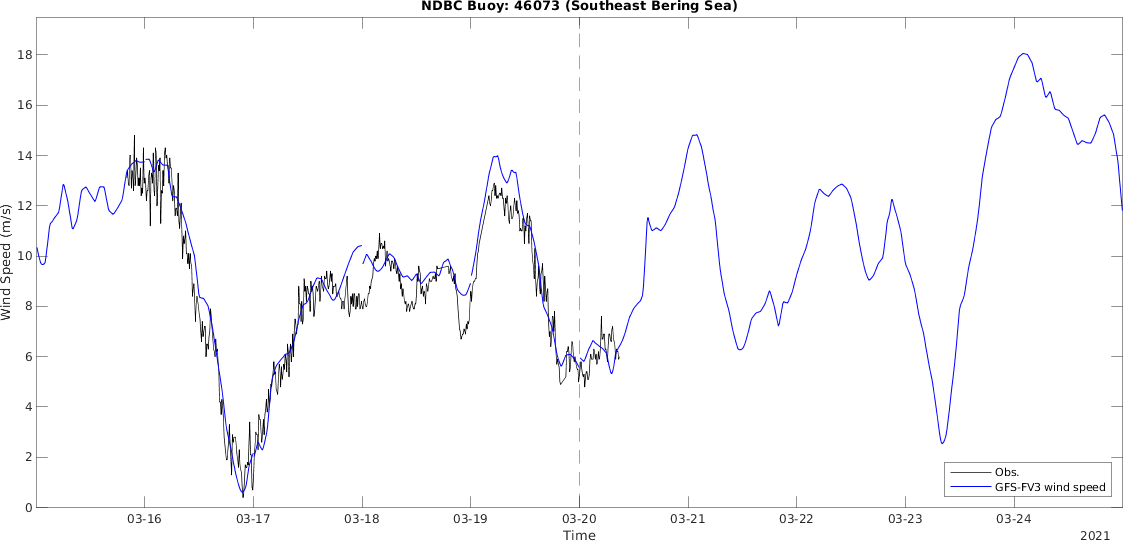 NDBC Buoy: 46073 (Southeast Bering Sea)
Wind Speed (m/s)
18
16
14
12
10
8
6
4
2
0
03-16 03-17 03-18 03-19 03-20 03-21 03-22 03-23 03-24
Time
2021
Obs.
GFS-FV3 wind speed